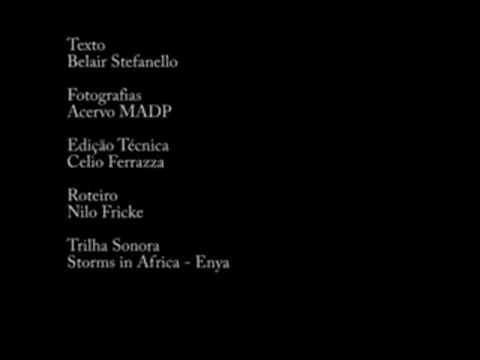 Texto
Belair Stefanello
Fotografias
Acervo MADP
Edição Técnica
Celio Ferrazza
Roteiro
Nilo Fricke
Trilha Sonora
Storms in Africa - Enya